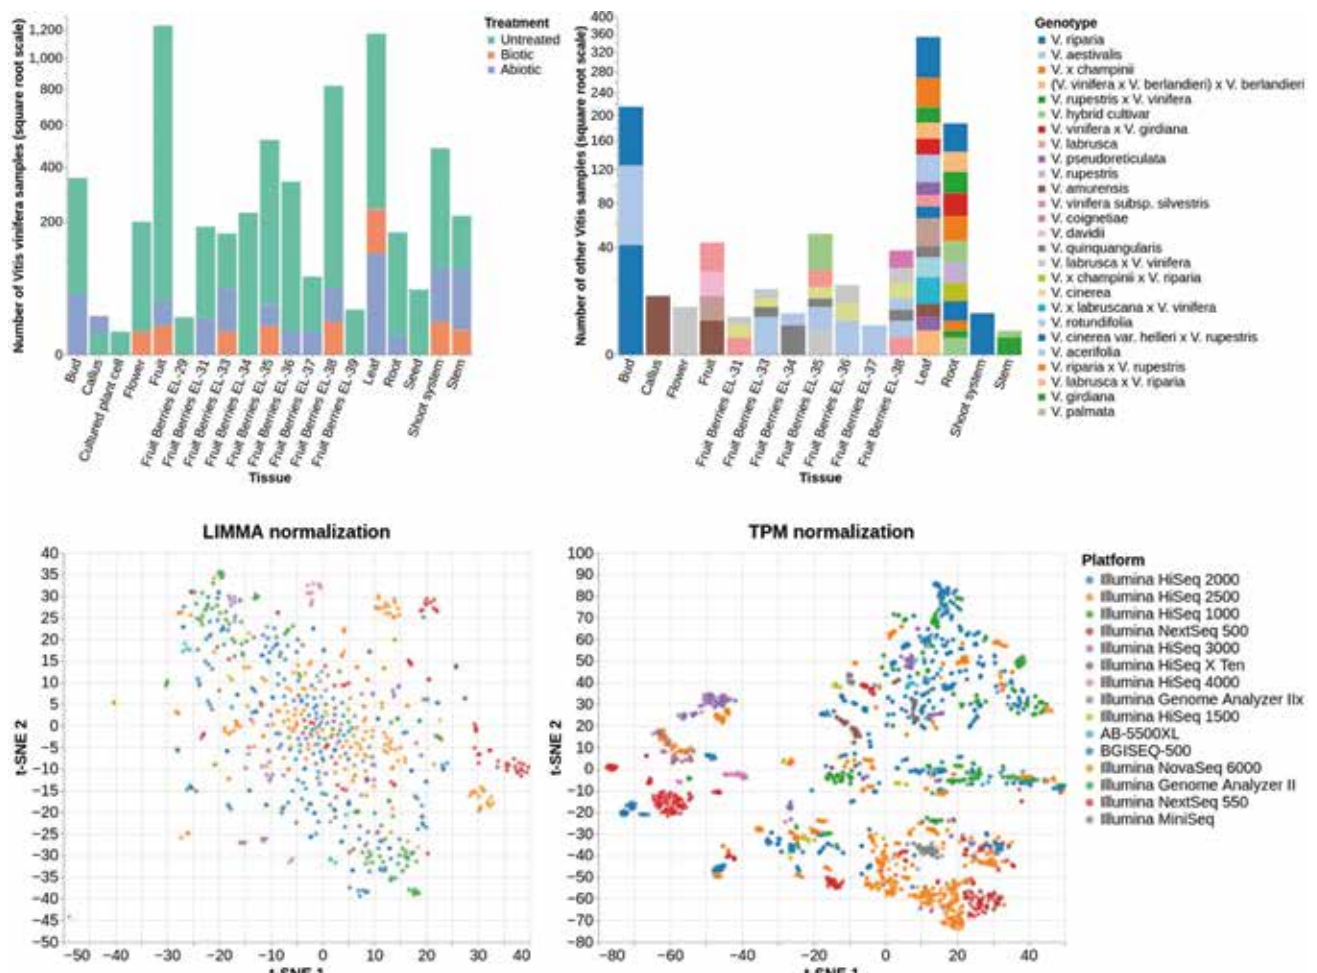 Number of Vitis vinifera samples (square root scale)
1,200
1,000
800
600
400
200
0
Bud
Callus
Cultured plant cell
Flower
Fruit
Fruit Berries EL-29
Fruit Berries EL-31
Fruit Berries EL-33
Fruit Berries EL-34
Fruit Berries EL-35
Fruit Berries EL-36
Fruit Berries EL-37
Fruit Berries EL-38
Fruit Berries EL-39
Leaf
Root
Seed
Shoot system
Stem
Tissue
Treatment
Untreated
Biotic
Abiotic
Number of other Vitis samples (square root scale)
400
360
320
280
240
200
160
120
80
40
0
Bud
Callus
Flower
Fruit
Fruit Berries EL-31
Fruit Berries EL-33
Fruit Berries EL-34
Fruit Berries EL-35
Fruit Berries EL-36
Fruit Berries EL-37
Fruit Berries EL-38
Leaf
Root
Shoot system
Stem
Tissue
Genotype
V. riparia
V. aestivalis
V. x champinii
(V. vinifera x V. berlandieri) x V. berlandieri
V. rupestris x V. vinifera
V. hybrid cultivar
V. vinifera x V. girdiana
V. labrusca
V. pseudoreticulata
V. rupestris
V. amurensis
V. vinifera subsp. silvestris
V. coignetiae
V. davidii
V. quinquangularis
V. labrusca x V. vinifera
V. x champinii x V. riparia
V. cinerea
V. x labruscana x V. vinifera
V. rotundifolia
V. cinerea var. helleri x V. rupestris
V. acerifolia
V. riparia x V. rupestris
V. labrusca x V. riparia
V. girdiana
V. palmata
LIMMA normalization
t-SNE 2
40
35
30
25
20
15
10
5
0
−5
−10
−15
−20
−25
−30
−35
−40
−45
−50
−50 −40 −30 −20 −10 0 10 20 30 40
t-SNE 1
TPM normalization
t-SNE 2
100
90
80
70
60
50
40
30
20
10
0
−10
−20
−30
−40
−50
−60
−70
−80
−80 −60 −40 −20 0 20 40
t-SNE 1
Platform
Illumina HiSeq 2000
Illumina HiSeq 2500
Illumina HiSeq 1000
Illumina NextSeq 500
Illumina HiSeq 3000
Illumina HiSeq X Ten
Illumina HiSeq 4000
Illumina Genome Analyzer IIx
Illumina HiSeq 1500
AB-5500XL
BGISEQ-500
Illumina NovaSeq 6000
Illumina Genome Analyzer II
Illumina NextSeq 550
Illumina MiniSeq